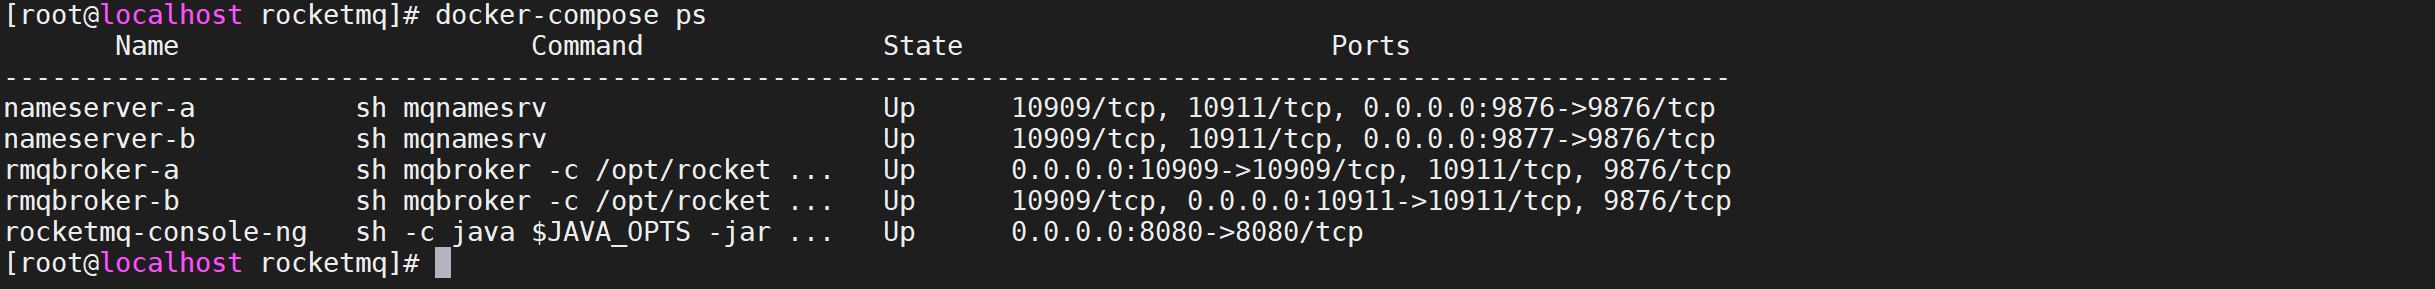 [root@localhost rocketmq]# docker-compose ps
       Name                      Command               State                       Ports
------------------------------------------------------------------------------------------------------------
nameserver-a          sh mqnamesrv                     Up      10909/tcp, 10911/tcp, 0.0.0.0:9876->9876/tcp
nameserver-b          sh mqnamesrv                     Up      10909/tcp, 10911/tcp, 0.0.0.0:9877->9876/tcp
rmqbroker-a           sh mqbroker -c /opt/rocket ...   Up      0.0.0.0:10909->10909/tcp, 10911/tcp, 9876/tcp
rmqbroker-b           sh mqbroker -c /opt/rocket ...   Up      10909/tcp, 0.0.0.0:10911->10911/tcp, 9876/tcp
rocketmq-console-ng   sh -c java $JAVA_OPTS -jar ...   Up      0.0.0.0:8080->8080/tcp
[root@localhost rocketmq]#